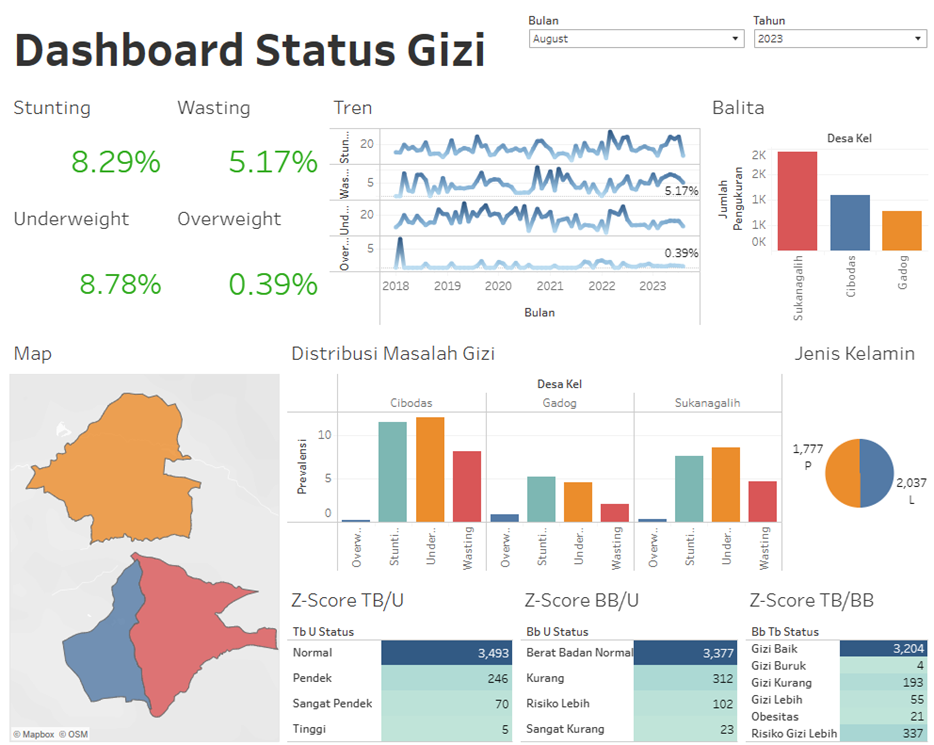 Dashboard Status Gizi
Bulan
August
Tahun
2023
Stunting
8.29%
Wasting
5.17%
Underweight
8.78%
Overweight
0.39%
Tren
Stun...
20
Was...
5
5.17%
Und...
20
Over...
5
0.39%
2018 2019 2020 2021 2022 2023
Bulan
Balita
Desa Kel
Jumlah
Pengukuran
2K
2K
1K
1K
0K
Sukanagalih
Cibodas
Gadog
Map
© Mapbox © OSM
Distribusi Masalah Gizi
Desa Kel
Cibodas Gadog Sukanagalih
Prevalensi
10
5
0
Overw..
Stunti..
Under..
Wasting
Overw..
Stunti..
Under..
Wasting
Overw..
Stunti..
Under..
Wasting
Jenis Kelamin
1,777
P
2,037
L
Z-Score TB/U
Tb U Status
Normal 3,493
Pendek 246
Sangat Pendek 70
Tinggi 5
Z-Score BB/U
Bb U Status
Berat Badan Normal 3,377
Kurang 312
Risiko Lebih 102
Sangat Kurang 23
Z-Score TB/BB
Bb Tb Status
Gizi Baik 3,204
Gizi Buruk 4
Gizi Kurang 193
Gizi Lebih 55
Obesitas 21
Risiko Gizi Lebih 337